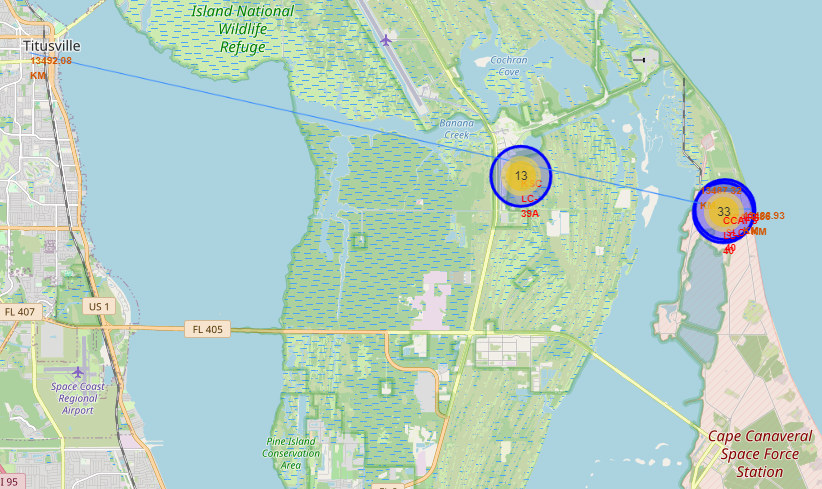 Island National
Wildlife
Refuge
Titusville
13492.08
KM
Cochran
Cove
Banana
Creek
13
LC-
39A
33
CCAFS
40
FL 407
US 1
FL 405
Space Coast
Regional
Airport
Pine Island
Conservation
Area
Cape Canaveral
Space Force
Station
I 95